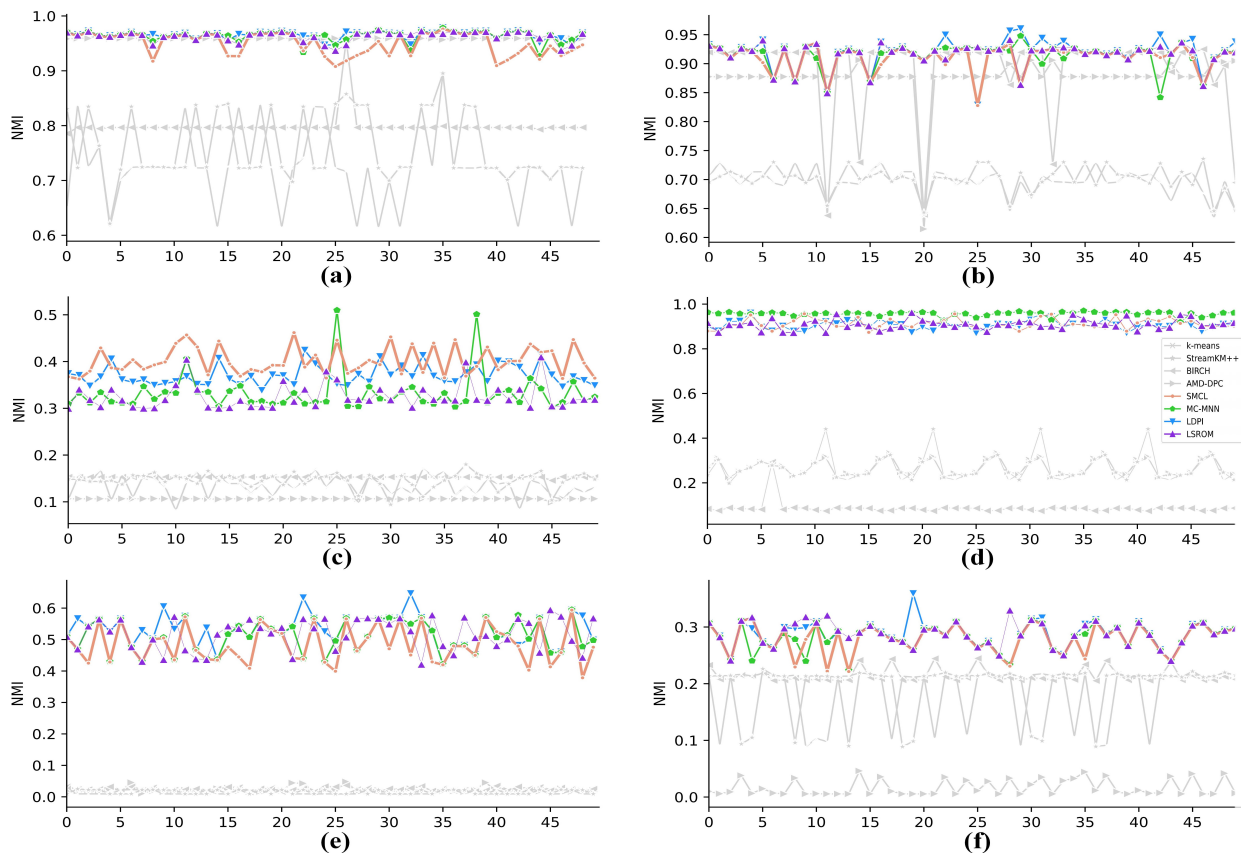 NMI
1.0
0.9
0.8
0.7
0.6
0 5 10 15 20 25 30 35 40 45
(a)
NMI
0.95
0.90
0.85
0.80
0.75
0.70
0.65
0.60
0 5 10 15 20 25 30 35 40 45
(b)
NMI
0.5
0.4
0.3
0.2
0.1
0 5 10 15 20 25 30 35 40 45
(c)
NMI
1.0
0.8
0.6
0.4
0.2
k-means
StreamKM++
BIRCH
AMD-DPC
SMCL
MC-MNN
LDPI
LSROM
0 5 10 15 20 25 30 35 40 45
(d)
NMI
0.6
0.5
0.4
0.3
0.2
0.1
0.0
0 5 10 15 20 25 30 35 40 45
(e)
NMI
0.3
0.2
0.1
0.0
0 5 10 15 20 25 30 35 40 45
(f)